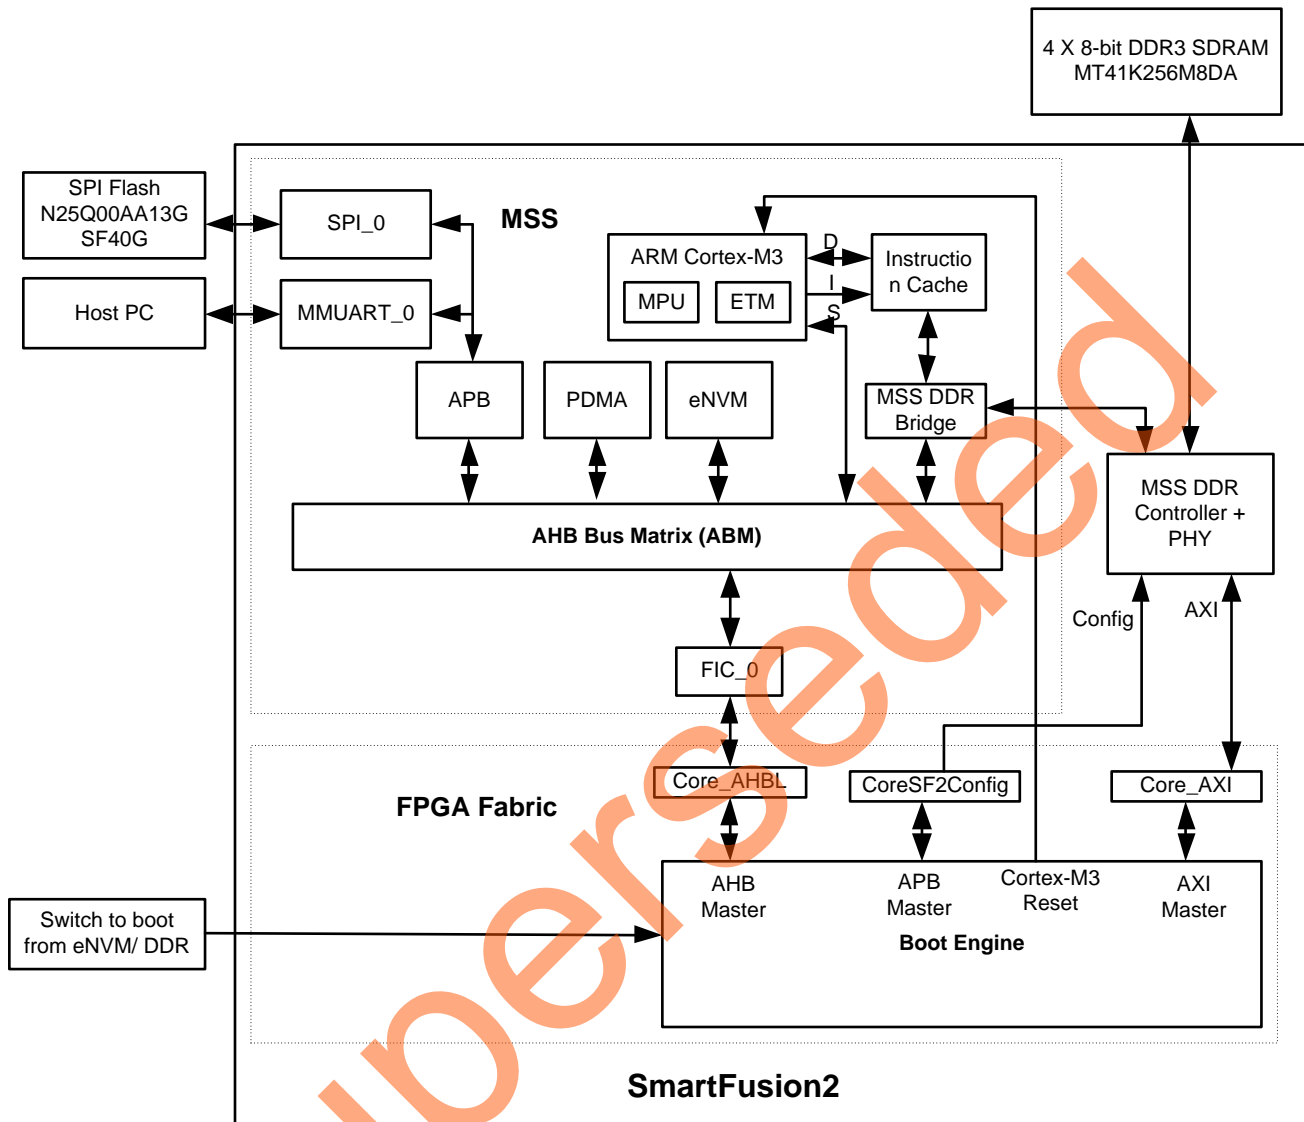 4 X 8-bit DDR3 SDRAM
MT41K256M8DA
SPI Flash
N25Q00AA13G
SF40G
SPI_0
MSS
ARM Cortex-M3
MPU
ETM
D
I
S
Instructio
n Cache
Host PC
MMUART_0
APB
PDMA
eNVM
MSS DDR
Bridge
MSS DDR
Controller +
PHY
AHB Bus Matrix (ABM)
Config
AXI
FIC_0
Core_AHBL
CoreSF2Config
Core_AXI
FPGA Fabric
AHB
Master
APB
Master
Cortex-M3
Reset
AXI
Master
Boot Engine
Switch to boot
from eNVM/ DDR
SmartFusion2
uperseded